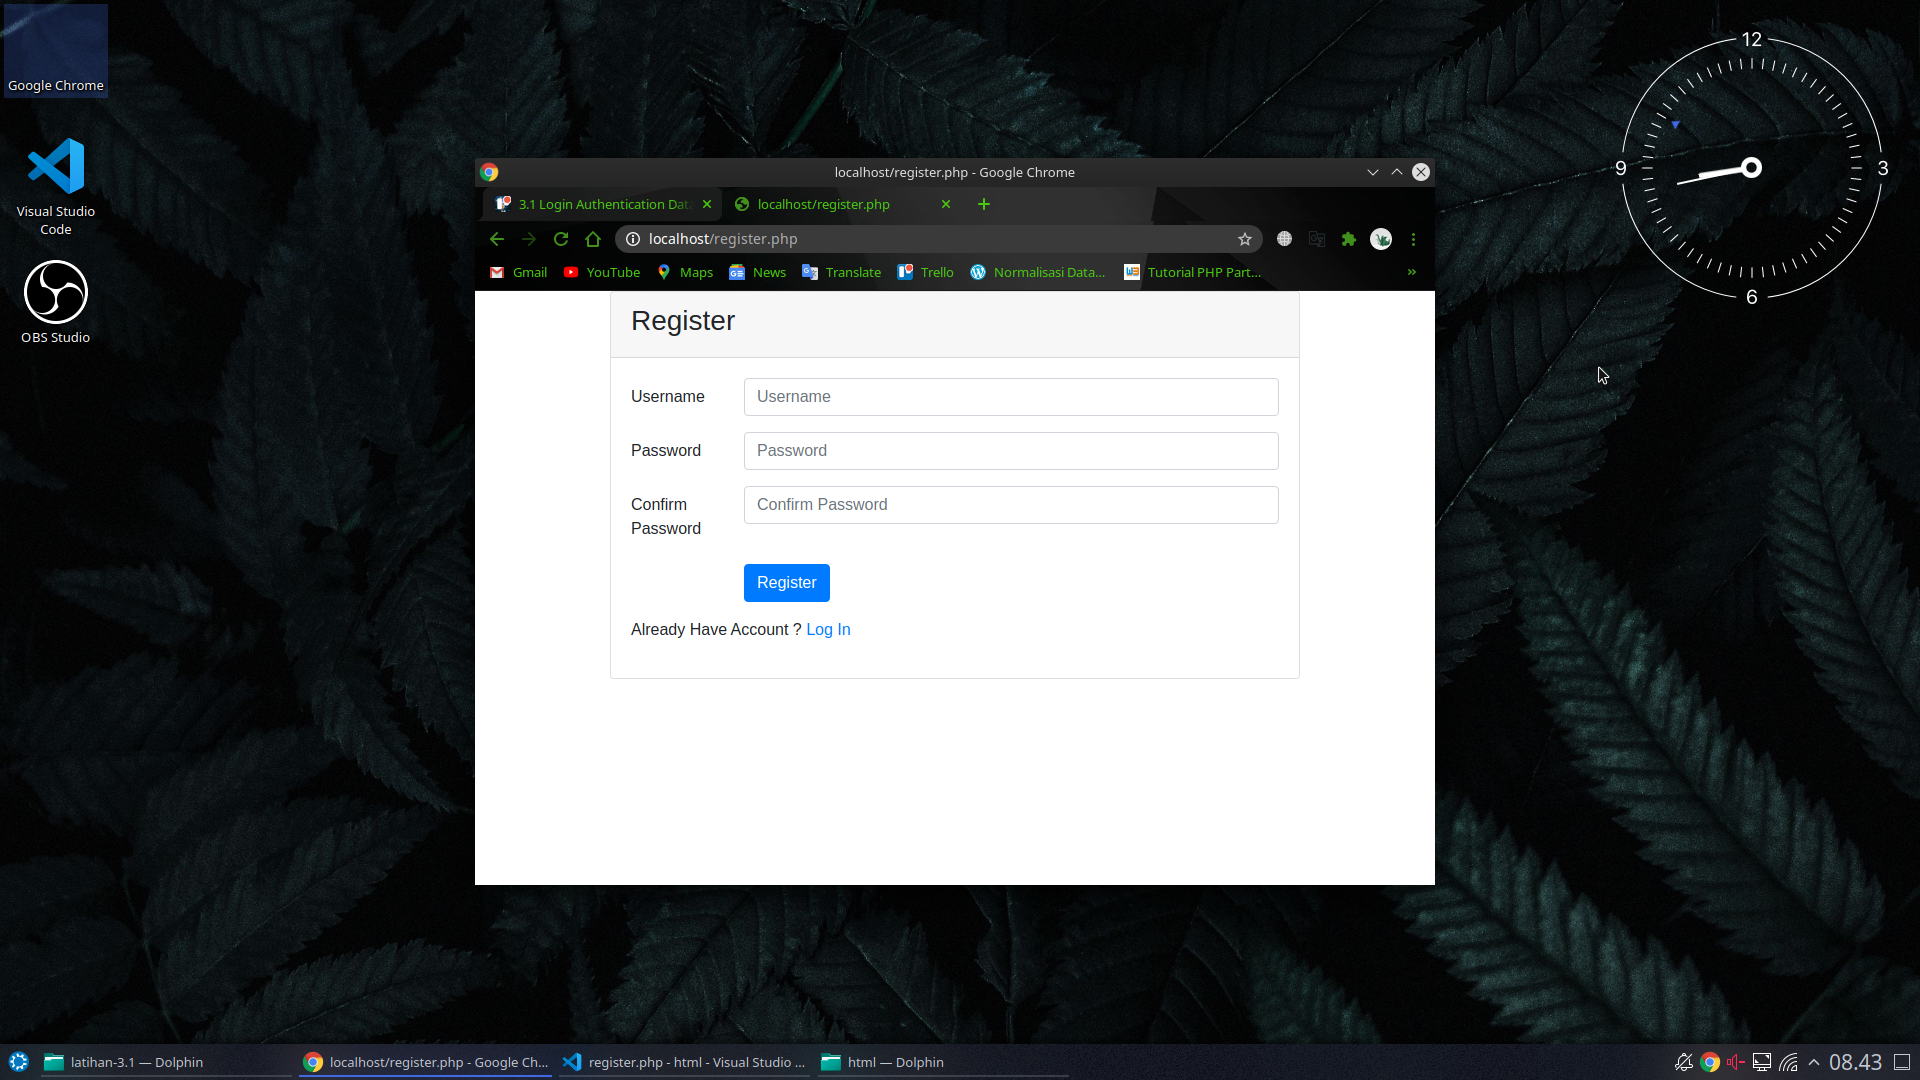 Google Chrome
Visual Studio
Code
OBS Studio
12
3
6
9
localhost/register.php - Google Chrome
3.1 Login Authentication Dat
localhost/register.php
localhost/register.php
Gmail
YouTube
Maps
News
Translate
Trello
Normalisasi Data...
Tutorial PHP Part...
»
Register
Username
Username
Password
Password
Confirm
Password
Confirm Password
Register
Already Have Account ? Log In
latihan-3.1 — Dolphin
localhost/register.php - Google Ch...
register.php - html - Visual Studio ...
html — Dolphin
08.43